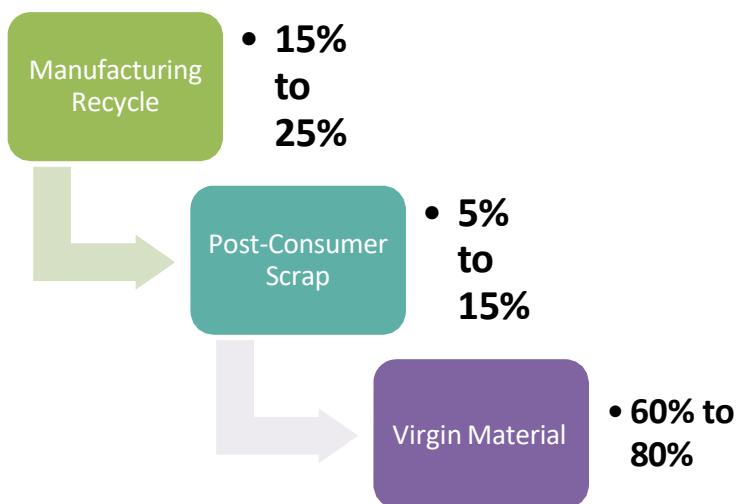 Manufacturing
Recycle
• 15%
to
25%
Post-Consumer
Scrap
• 5%
to
15%
Virgin Material
• 60% to
80%